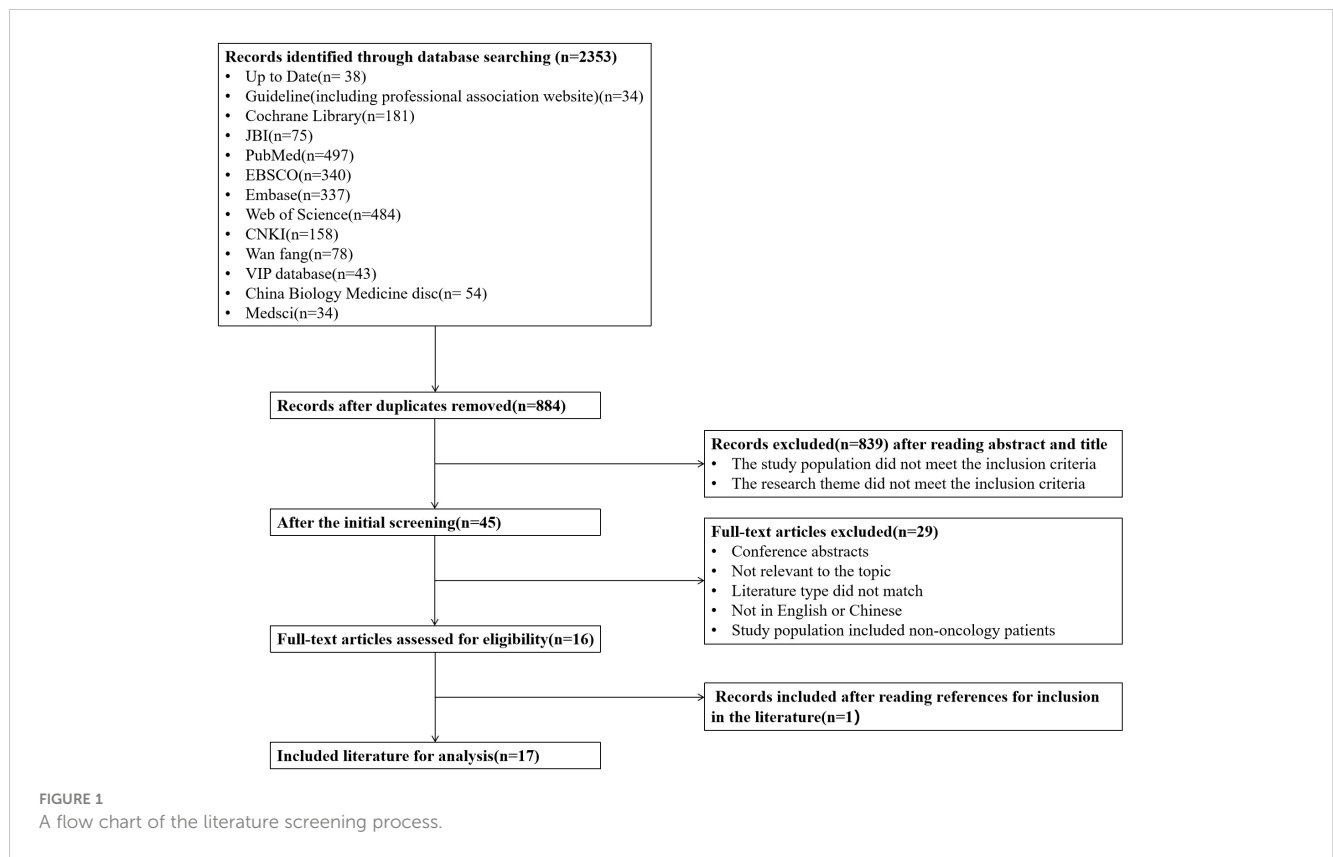 Records identified through database searching (n=2353)
• Up to Date(n= 38)
• Guideline(including professional association website)(n=34)
• Cochrane Library(n=181)
• JBI(n=75)
• PubMed(n=497)
• EBSCO(n=340)
• Embase(n=337)
• Web of Science(n=484)
• CNKI(n=158)
• Wan fang(n=78)
• VIP database(n=43)
• China Biology Medicine disc(n= 54)
• Medsci(n=34)
Records after duplicates removed(n=884)
Records excluded(n=839) after reading abstract and title
• The study population did not meet the inclusion criteria
• The research theme did not meet the inclusion criteria
After the initial screening(n=45)
Full-text articles excluded(n=29)
• Conference abstracts
• Not relevant to the topic
• Literature type did not match
• Not in English or Chinese
• Study population included non-oncology patients
Full-text articles assessed for eligibility(n=16)
Records included after reading references for inclusion
in the literature(n=1)
Included literature for analysis(n=17)
FIGURE 1
A flow chart of the literature screening process.